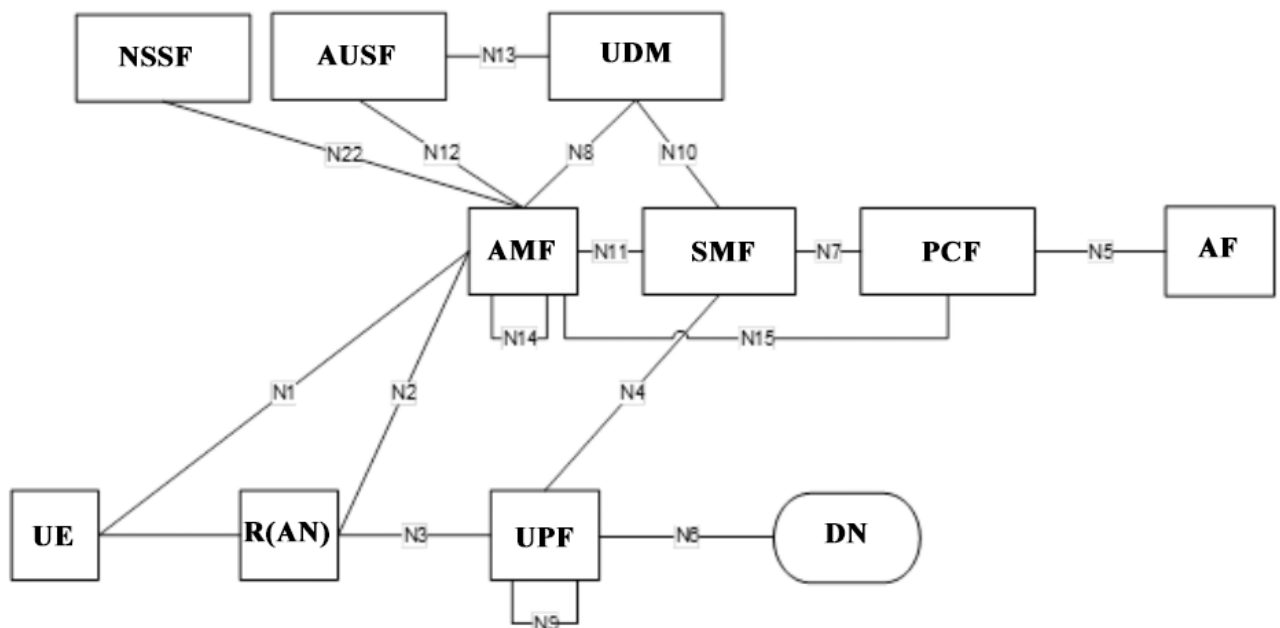 NSSF
AUSF
N13
UDM
N22
N12
N8
N10
AMF
N11
SMF
N7
PCF
N5
AF
N14
N15
N1
N2
N4
UE
R(AN)
N3
UPF
N6
DN
N9